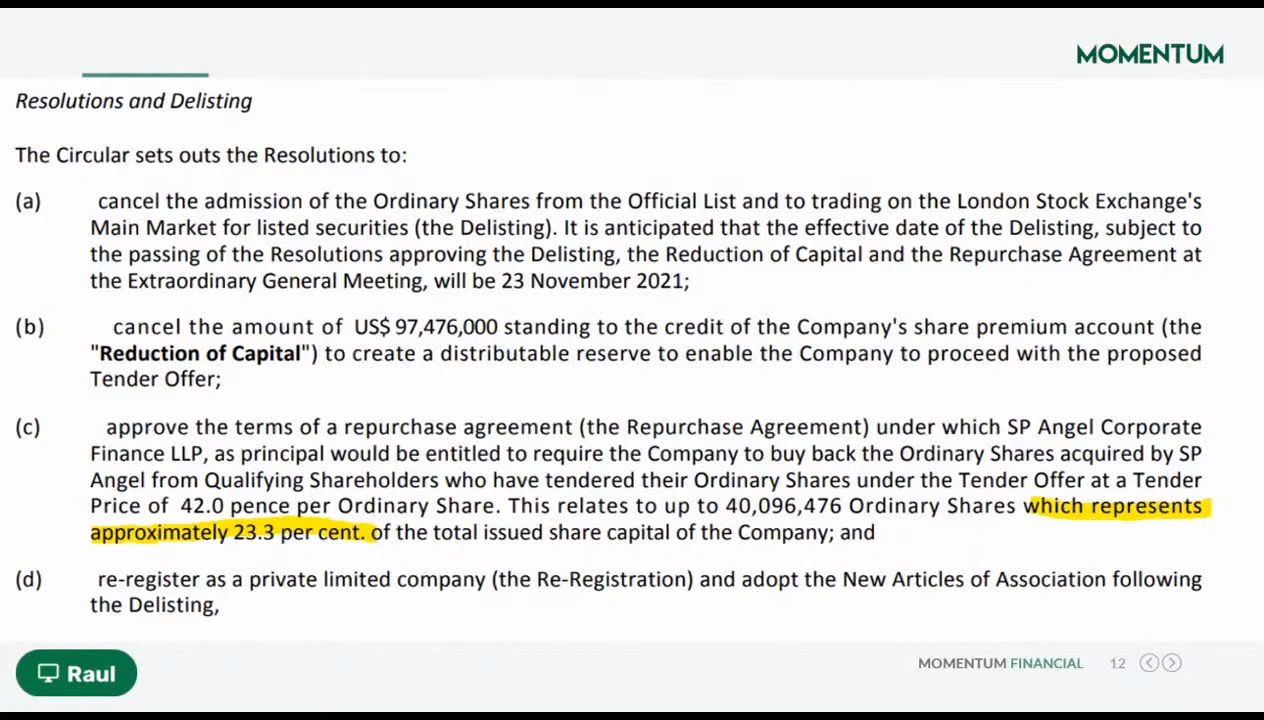 MOMENTUM
Resolutions and Delisting
The Circular sets outs the Resolutions to:
(a) cancel the admission of the Ordinary Shares from the Official List and to trading on the London Stock Exchange's
Main Market for listed securities (the Delisting). It is anticipated that the effective date of the Delisting, subject to
the passing of the Resolutions approving the Delisting, the Reduction of Capital and the Repurchase Agreement at
the Extraordinary General Meeting, will be 23 November 2021;
(b) cancel the amount of US$ 97,476,000 standing to the credit of the Company's share premium account (the
"Reduction of Capital") to create a distributable reserve to enable the Company to proceed with the proposed
Tender Offer;
(c) approve the terms of a repurchase agreement (the Repurchase Agreement) under which SP Angel Corporate
Finance LLP, as principal would be entitled to require the Company to buy back the Ordinary Shares acquired by SP
Angel from Qualifying Shareholders who have tendered their Ordinary Shares under the Tender Offer at a Tender
Price of 42.0 pence per Ordinary Share. This relates to up to 40,096,476 Ordinary Shares which represents
approximately 23.3 per cent. of the total issued share capital of the Company; and
(d) re-register as a private limited company (the Re-Registration) and adopt the New Articles of Association following
the Delisting,
Raul
MOMENTUM FINANCIAL 12